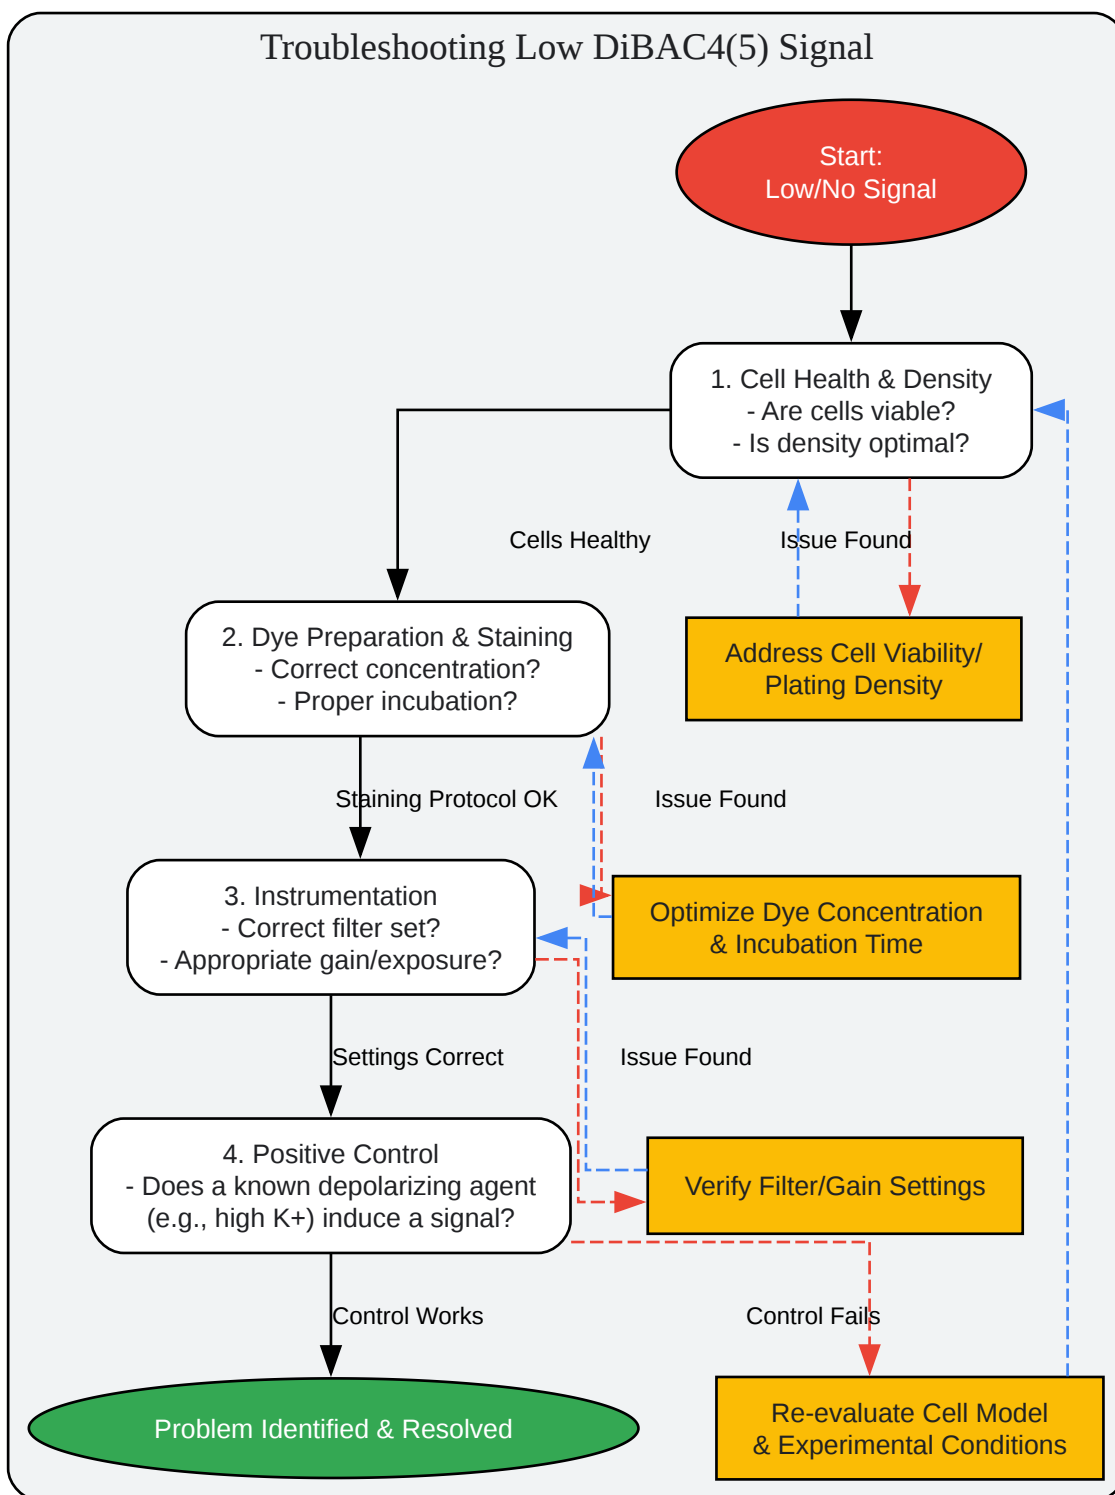 Troubleshooting Low DiBAC4(5) Signal
Start:
Low/No Signal
1. Cell Health & Density
- Are cells viable?
- Is density optimal?
Cells Healthy
Issue Found
2. Dye Preparation & Staining
- Correct concentration?
- Proper incubation?
Address Cell Viability/
Plating Density
Staining Protocol OK
Issue Found
3. Instrumentation
- Correct filter set?
- Appropriate gain/exposure?
Optimize Dye Concentration
& Incubation Time
Settings Correct
Issue Found
4. Positive Control
- Does a known depolarizing agent
(e.g., high K+) induce a signal?
Verify Filter/Gain Settings
Control Works
Control Fails
Problem Identified & Resolved
Re-evaluate Cell Model
& Experimental Conditions